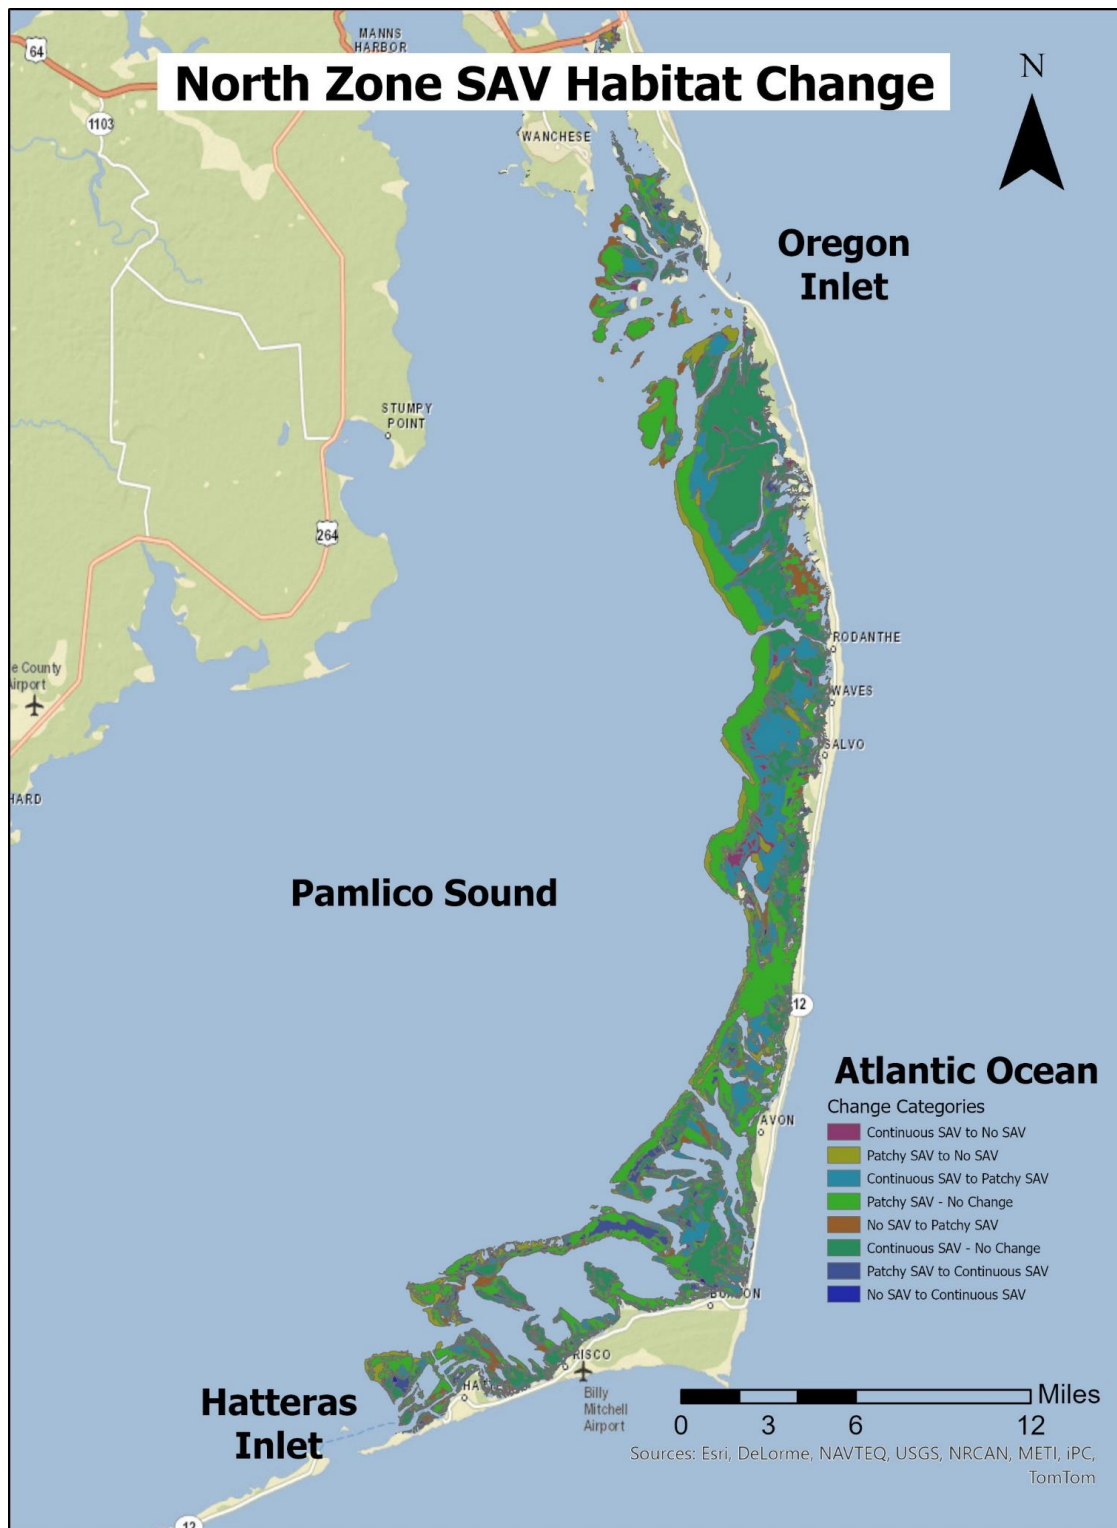 64
MANNS
HARBOR
North Zone SAV Habitat Change
N
1103
WANCHESE
Oregon
Inlet
STUMPY
POINT
264
RODANTHE
e County
Airport
WAVES
SALVO
HARD
Pamlico Sound
12
Atlantic Ocean
Change Categories
Continuous SAV to No SAV
Patchy SAV to No SAV
Continuous SAV to Patchy SAV
Patchy SAV - No Change
No SAV to Patchy SAV
Continuous SAV - No Change
Patchy SAV to Continuous SAV
No SAV to Continuous SAV
AVON
RISCO
Billy
Mitchell
Airport
Hatteras
Inlet
Miles
0 3 6 12
Sources: Esri, DeLorme, NAVTEQ, USGS, NRCAN, METI, iPC,
TomTom
12